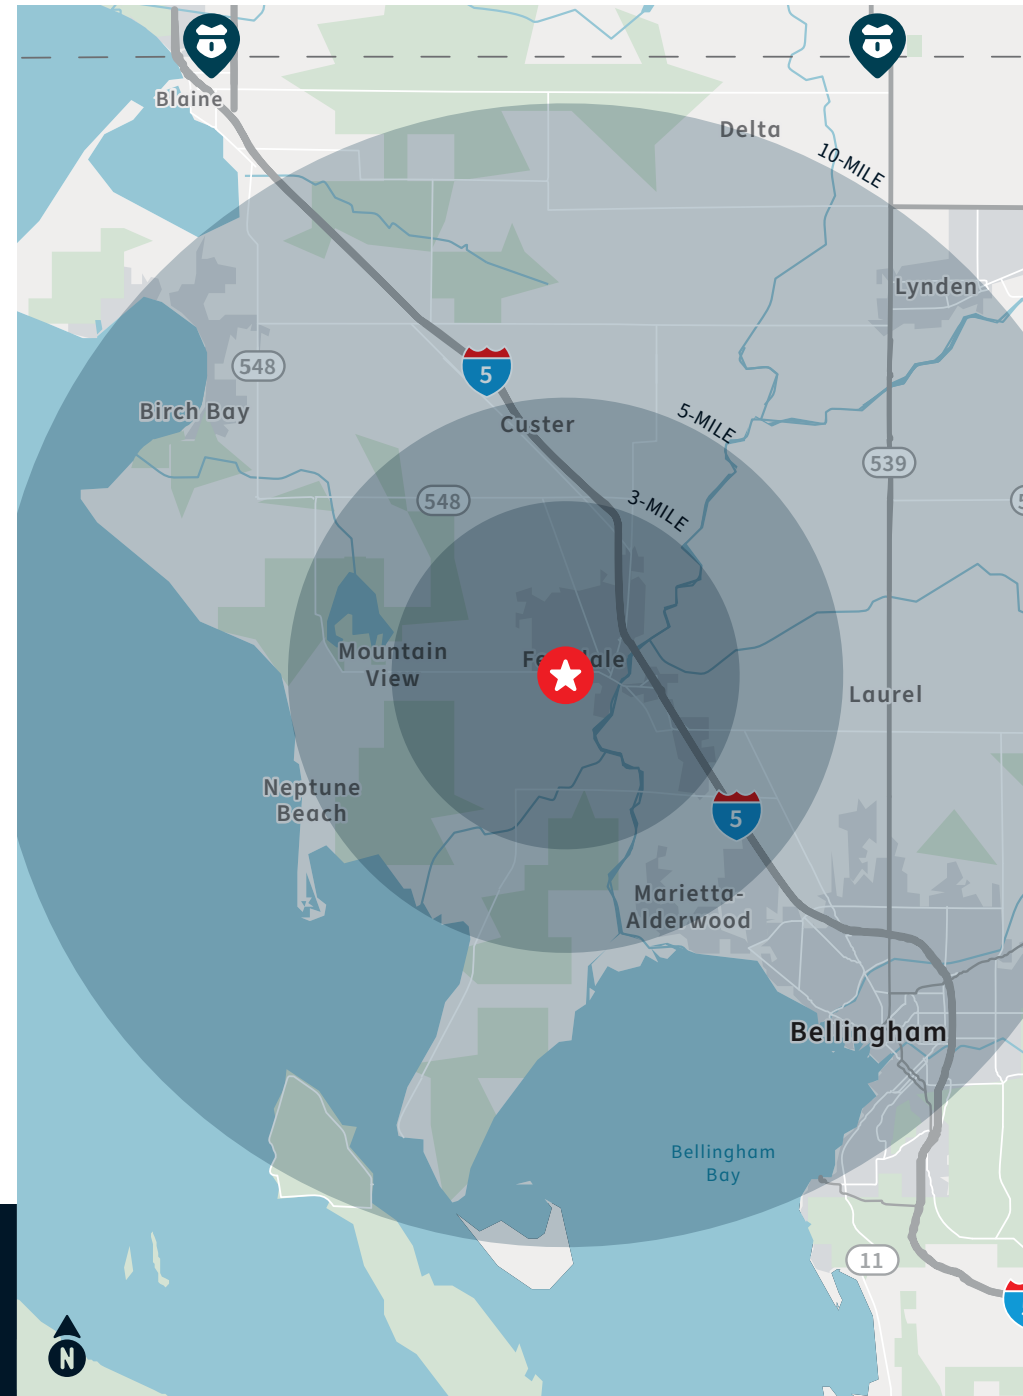 Blaine
Delta
10-MILE
Lynden
548
5
Birch Bay
5-MILE
Custer
539
548
3-MILE
Mountain
View
Laurel
Neptune
Beach
5
Marietta-
Alderwood
Bellingham
Bellingham
Bay
11
N